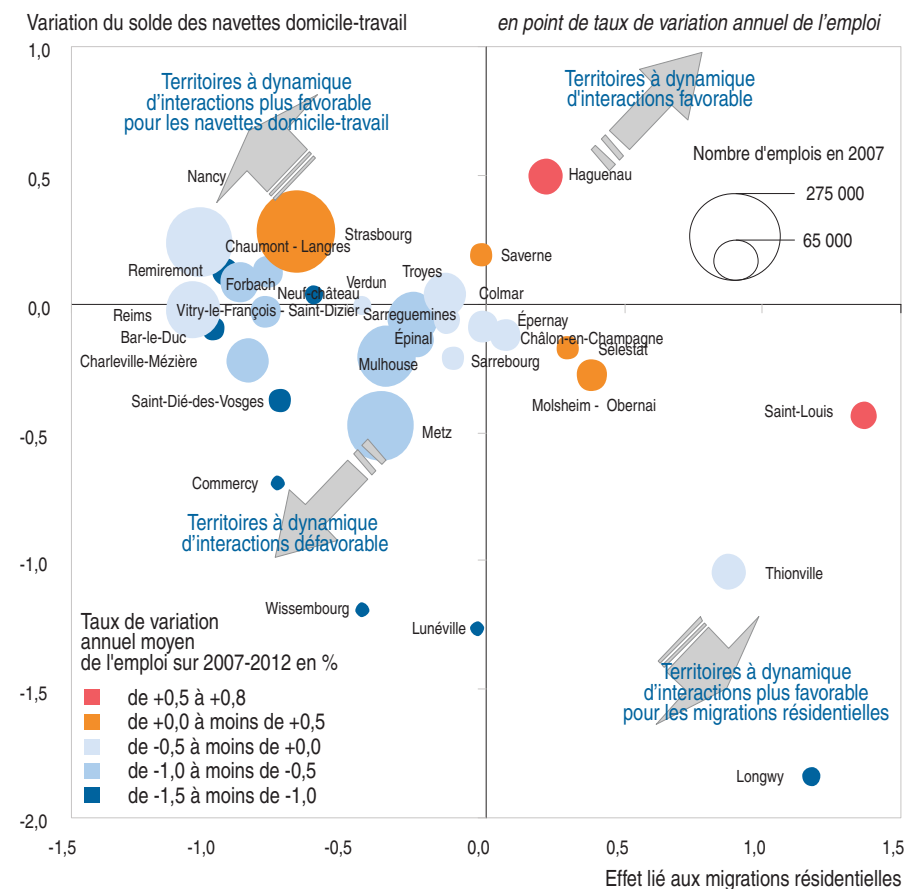 Variation du solde des navettes domicile-travail
en point de taux de variation annuel de l'emploi
1,0
Territoires à dynamique
d'interactions plus favorable
pour les navettes domicile-travail
Territoires à dynamique
d'interactions favorable
Nombre d'emplois en 2007
275 000
65 000
0,5
Nancy
Haguenau
Strasbourg
Chaumont - Langres
Saverne
Remiremont
Forbach
Neufchâteau
Verdun
Troyes
Colmar
0,0
Reims
Vitry-le-François - Saint-Dizier
Sarreguemines
Épernay
Bar-le-Duc
Épinal
Châlon-en-Champagne
Sélestat
Charleville-Mézière
Mulhouse
Sarrebourg
Saint-Dié-des-Vosges
Molsheim - Obernai
Saint-Louis
-0,5
Metz
Commercy
Territoires à dynamique
d'interactions défavorable
-1,0
Thionville
Wissembourg
Lunéville
Taux de variation
annuel moyen
de l'emploi sur 2007-2012 en %
de +0,5 à +0,8
de +0,0 à moins de +0,5
de -0,5 à moins de +0,0
de -1,0 à moins de -0,5
de -1,5 à moins de -1,0
Territoires à dynamique
d'interactions plus favorable
pour les migrations résidentielles
-1,5
Longwy
-2,0
-1,5
-1,0
-0,5
0,0
0,5
1,0
1,5
Effet lié aux migrations résidentielles